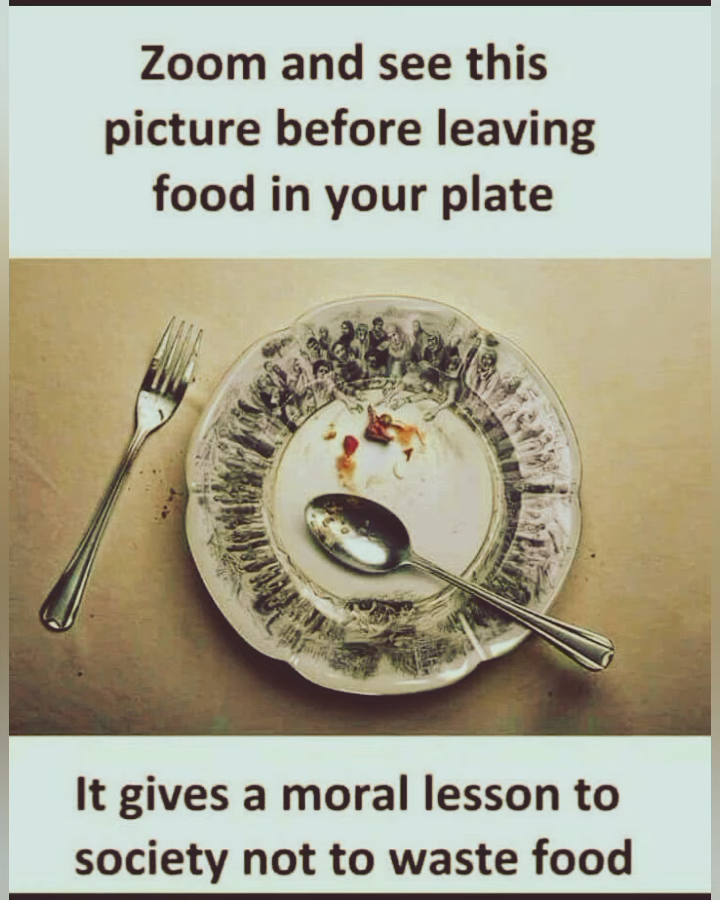 Zoom and see this
picture before leaving
food in your plate
It gives a moral lesson to
society not to waste food